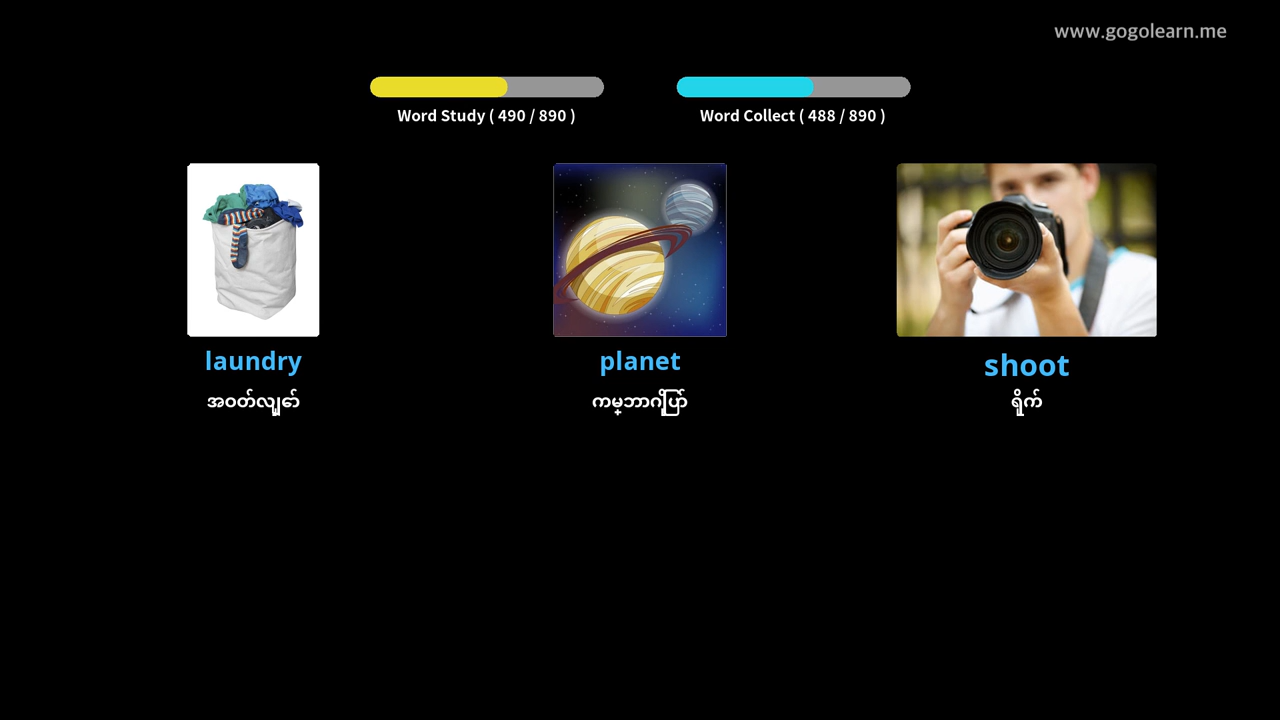 www.gogolearn.me
Word Study ( 490 / 890 )
Word Collect ( 488 / 890 )
laundry
အဝတ်လျှော်
planet
ကမ္ဘာဂြိုဟ်
shoot
ရိုက်